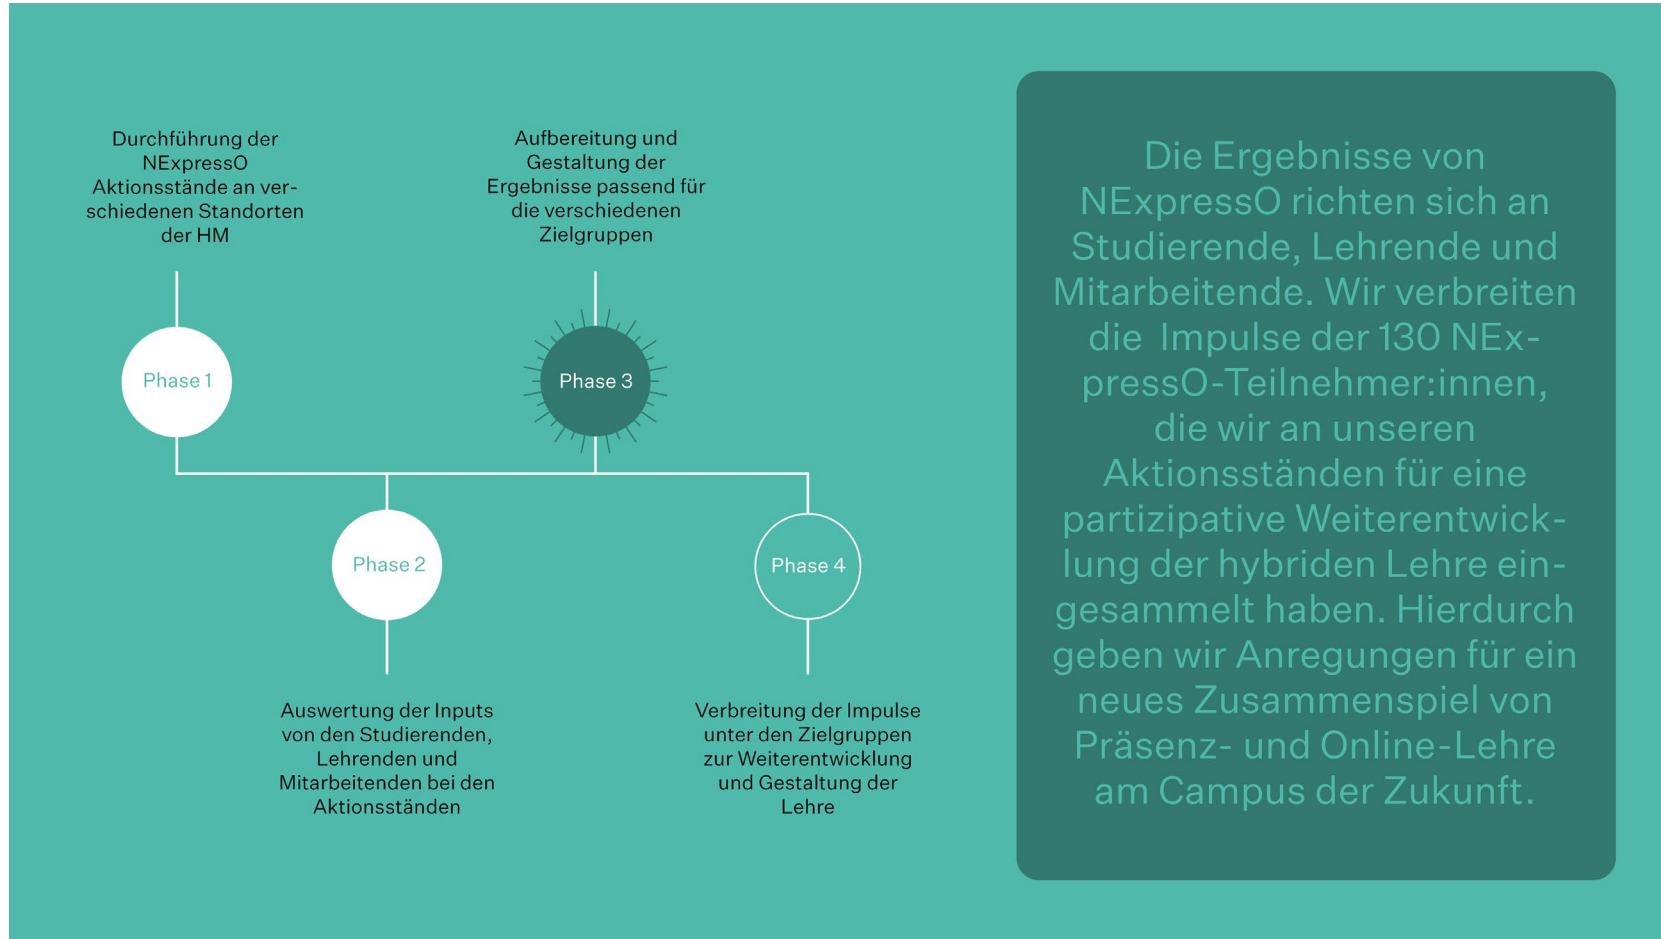 Durchführung der
NExpressO
Aktionsstände an ver-
schiedenen Standorten
der HM
Phase 1
Auswertung der Inputs
von den Studierenden,
Lehrenden und
Mitarbeitenden bei den
Aktionsständen
Phase 2
Aufbereitung und
Gestaltung der
Ergebnisse passend für
die verschiedenen
Zielgruppen
Phase 3
Verbreitung der Impulse
unter den Zielgruppen
zur Weiterentwicklung
und Gestaltung der
Lehre
Phase 4
Die Ergebnisse von
NExpressO richten sich an
Studierende, Lehrende und
Mitarbeitende. Wir verbreiten
die Impulse der 130 NEx-
pressO-Teilnehmer:innen,
die wir an unseren
Aktionsständen für eine
partizipative Weiterentwick-
lung der hybriden Lehre ein-
gesammelt haben. Hierdurch
geben wir Anregungen für ein
neues Zusammenspiel von
Präsenz- und Online-Lehre
am Campus der Zukunft.